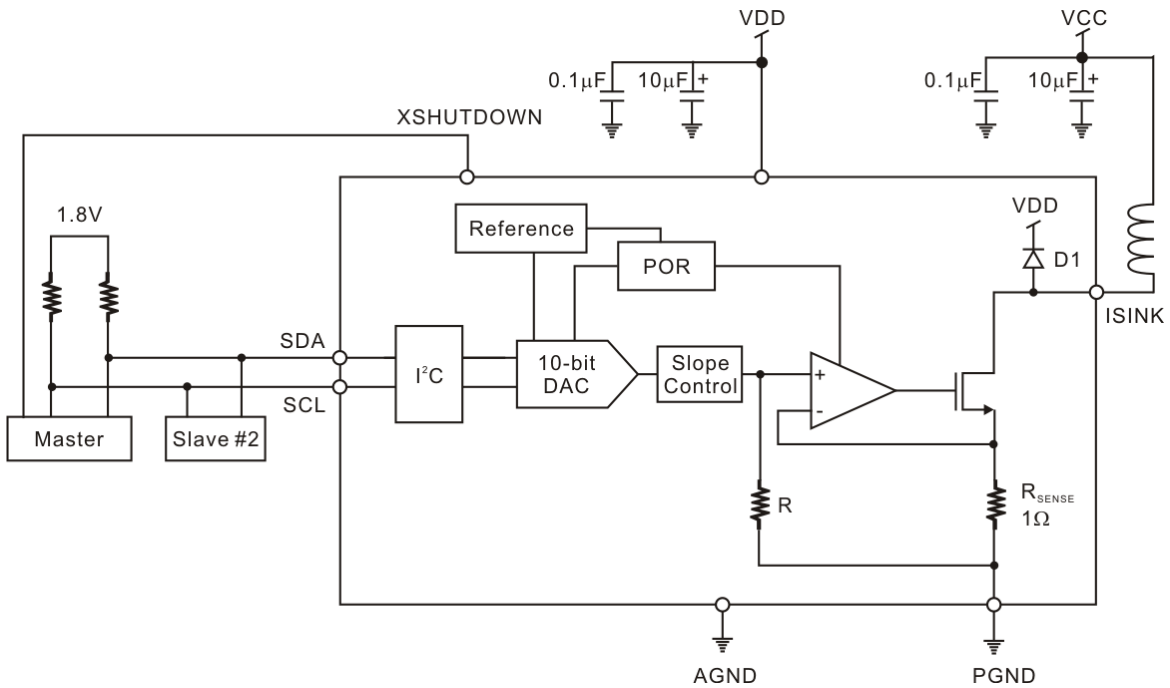 VDD
VCC
0.1μF
10μF +
0.1μF
10μF +
XSHUTDOWN
1.8V
VDD
Reference
D1
POR
ISINK
SDA
I²C
10-bit
DAC
Slope
Control
+
-
SCL
Master
Slave #2
R
RSENSE
1Ω
AGND
PGND